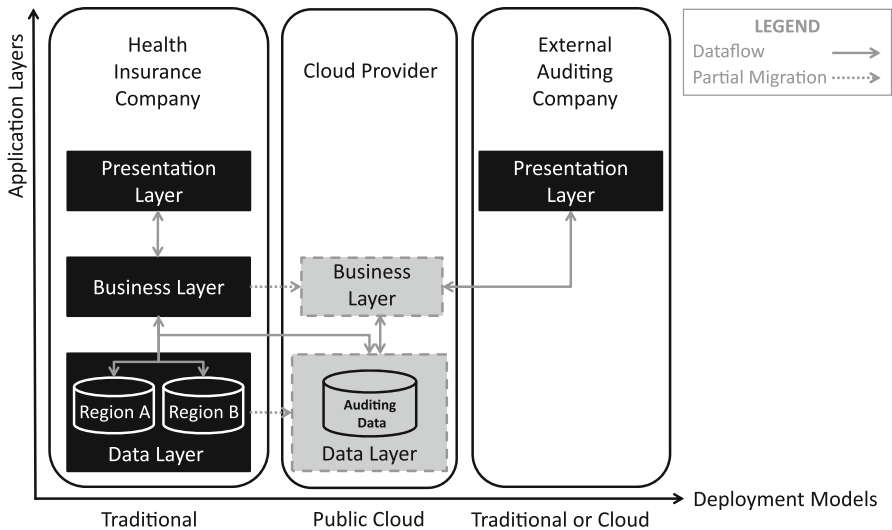 Application Layers
Health
Insurance
Company
Cloud Provider
External
Auditing
Company
LEGEND
Dataflow
Partial Migration
Presentation
Layer
Presentation
Layer
Business Layer
Business
Layer
Region A
Region B
Data Layer
Auditing
Data
Data Layer
Deployment Models
Traditional
Public Cloud
Traditional or Cloud